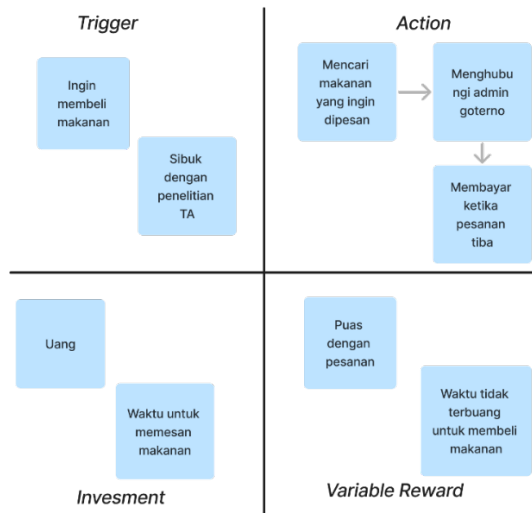 Trigger
Ingin
membeli
makanan
Sibuk
dengan
penelitian
TA
Action
Mencari
makanan
yang ingin
dipesan
Menghubu
ngi admin
goterno
Membayar
ketika
pesanan
tiba
Uang
Waktu untuk
memesan
makanan
Invesment
Puas
dengan
pesanan
Waktu tidak
terbuang
untuk membeli
makanan
Variable Reward